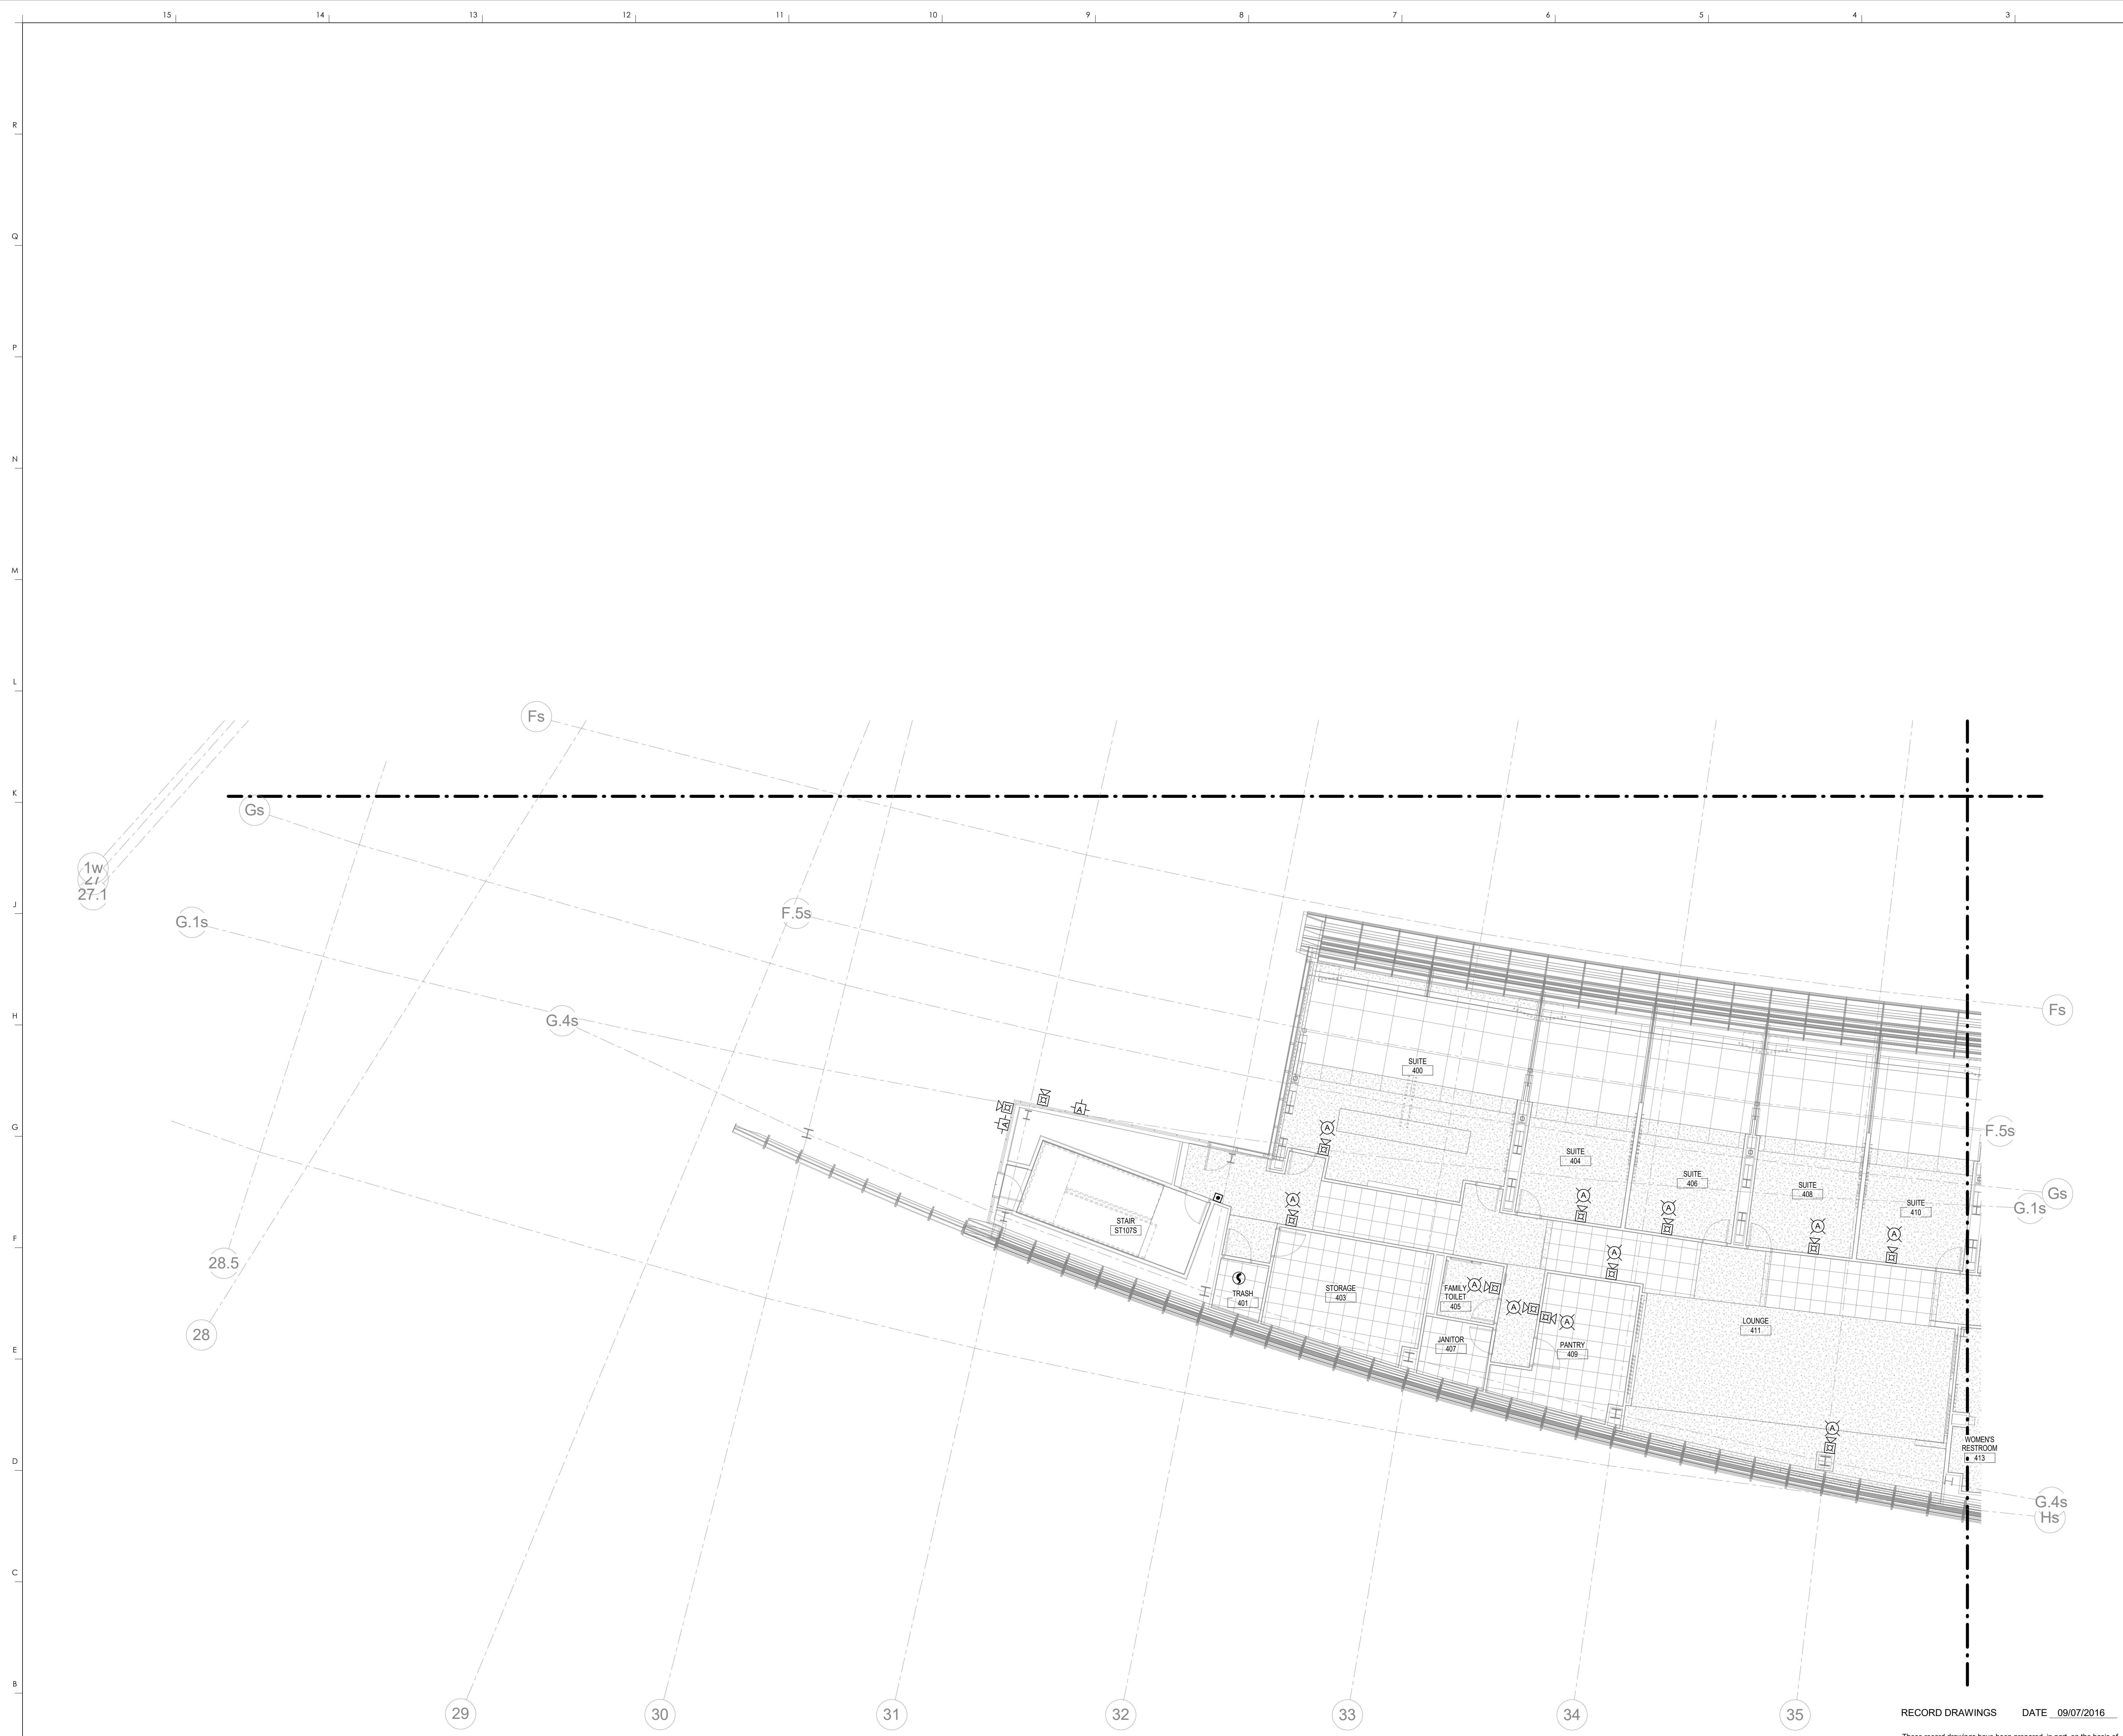 15 14 13 12 11 10 9 8 7 6 5 4 3
R
Q
P
N
M
L
Fs
K
Gs
1w
27
27.1
J
G.1s
F.5s
H
G.4s
Fs
SUITE
400
A
A
G
A
F.5s
SUITE
404
SUITE
406
SUITE
408
SUITE
410
Gs
G.1s
A
A
A
A
A
STAIR
ST107S
F
A
28.5
TRASH
401
STORAGE
403
FAMILY
TOILET
405
A
A
A
28
LOUNGE
411
JANITOR
407
PANTRY
409
E
A
WOMEN'S
RESTROOM
413
D
G.4s
Hs
C
B
29 30 31 32 33 34 35
RECORD DRAWINGS DATE 09/07/2016